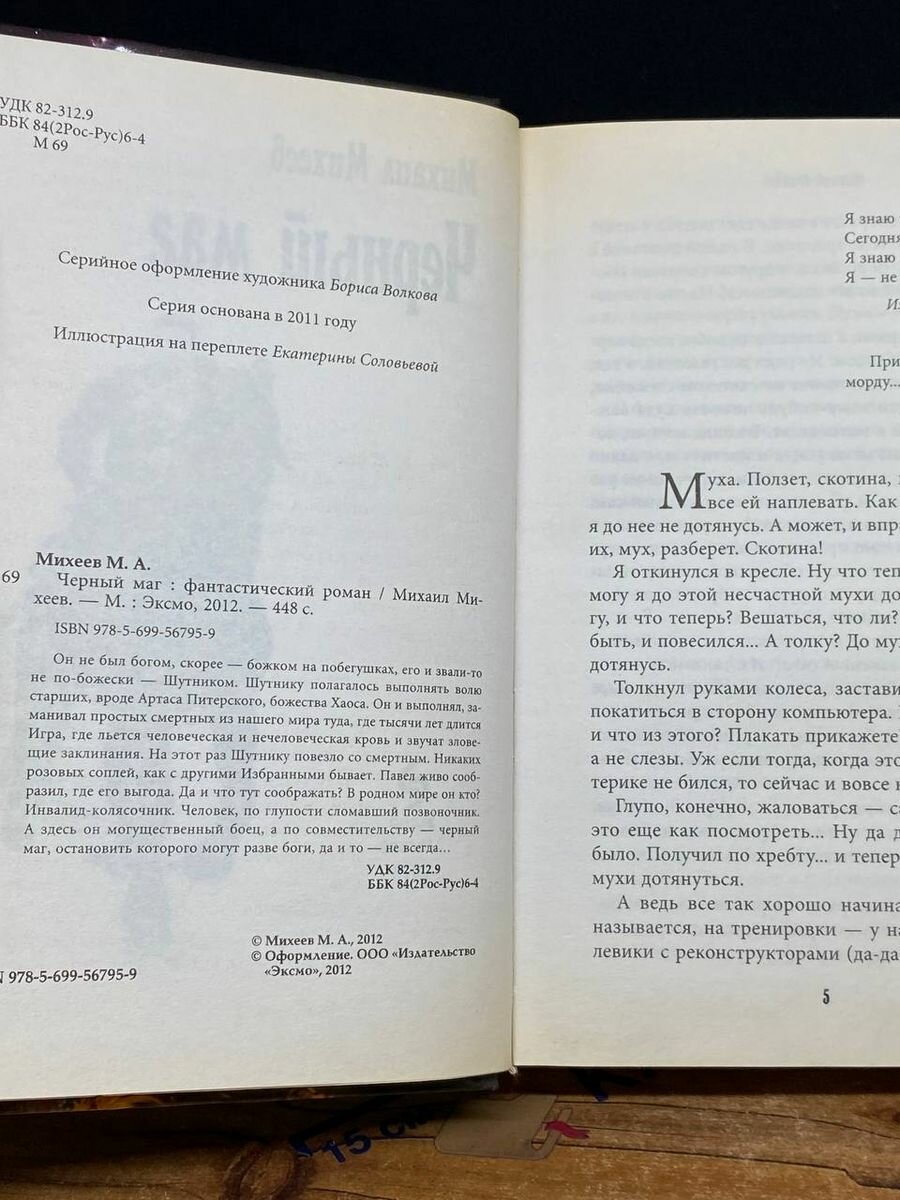 УДК 82-312.9
ББК 84(2Рос-Рус)6-4
М 69
Серийное оформление художника Бориса Волкова
Серия основана в 2011 году
Иллюстрация на переплете Екатерины Соловьевой
Михеев М. А.
69
Черный маг : фантастический роман / Михаил Ми-
хеев. — М. : Эксмо, 2012. — 448 с.
ISBN 978-5-699-56795-9
Он не был богом, скорее — божком на побегушках, его и звали-то
не по-божески — Шутником. Шутнику полагалось выполнять волю
старших, вроде Артаса Питерского, божества Хаоса. Он и выполнял, за-
манивал простых смертных из нашего мира туда, где тысячи лет длится
Игра, где льется человеческая и нечеловеческая кровь и звучат злове-
щие заклинания. На этот раз Шутнику повезло со смертным. Никаких
розовых соплей, как с другими Избранными бывает. Павел живо сооб-
разил, где его выгода. Да и что тут соображать? В родном мире он кто?
Инвалид-колясочник. Человек, по глупости сломавший позвоночник.
А здесь он могущественный боец, а по совместительству — черный
маг, остановить которого могут разве боги, да и то — не всегда...
УДК 82-312.9
ББК 84(2Рос-Рус)6-4
© Михеев М. А., 2012
© Оформление. ООО «Издательство
«Эксмо», 2012
N 978-5-699-56795-9
Михаил Михеев
Черный маг
Я знаю
Сегодня
Я знаю
Я — не
При
морду...
Муха. Ползет, скотина,
все ей наплевать. Как
я до нее не дотянусь. А может, и впра
их, мух, разберет. Скотина!
Я откинулся в кресле. Ну что теп
могу я до этой несчастной мухи до
гу, и что теперь? Вешаться, что ли?
быть, и повесился... А толку? До му
дотянусь.
Толкнул руками колеса, застави
покатиться в сторону компьютера.
и что из этого? Плакать прикажете
а не слезы. Уж если тогда, когда это
терике не бился, то сейчас и вовсе н
Глупо, конечно, жаловаться — са
это еще как посмотреть... Ну да д
было. Получил по хребту... и тепер
мухи дотянуться.
А ведь все так хорошо начина
называется, на тренировки — у на
левики с реконструкторами (да-да
5
15 см